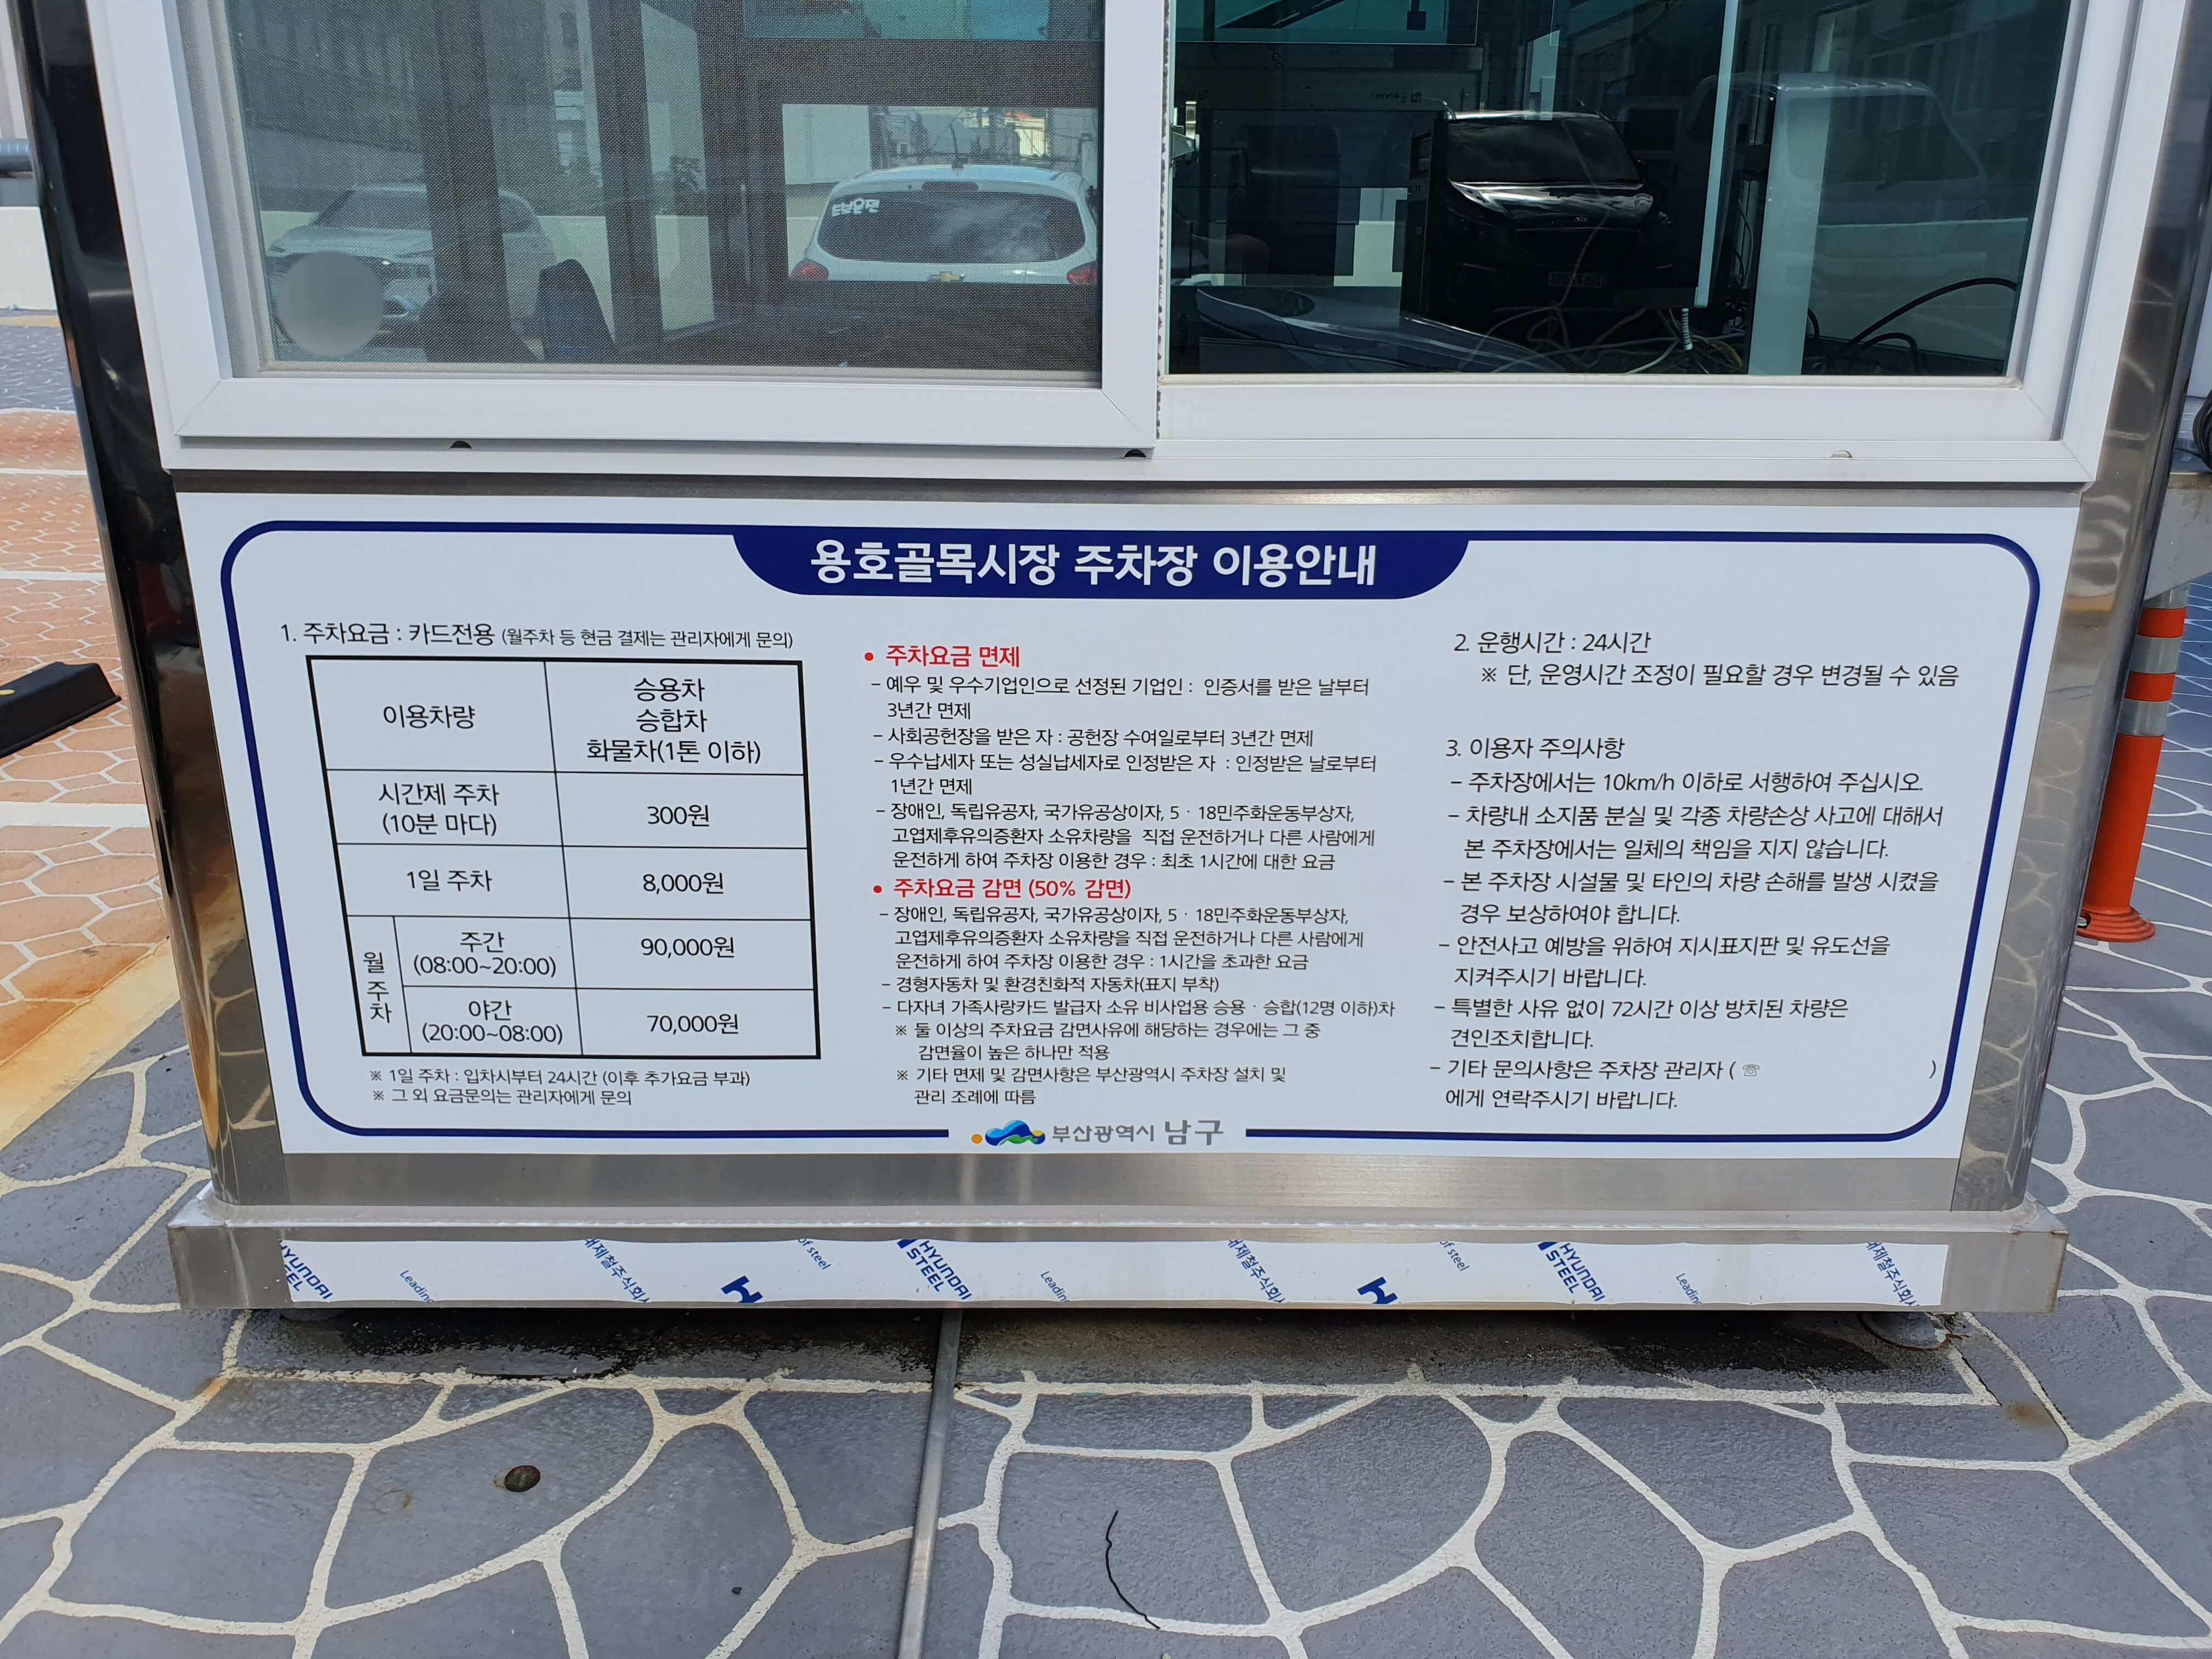 용호골목시장 주차장 이용안내
1. 주차요금 : 카드전용 (월주차 등 현금 결제는 관리자에게 문의)
이용차량
승용차
승합차
화물차(1톤 이하)
시간제 주차
(10분 마다)
300원
1일 주차
8,000원
월주차
주간
(08:00~20:00)
90,000원
야간
(20:00~08:00)
70,000원
※ 1일 주차 : 입차시부터 24시간 (이후 추가요금 부과)
※ 그 외 요금문의는 관리자에게 문의
• 주차요금 면제
– 예우 및 우수기업인으로 선정된 기업인 : 인증서를 받은 날부터
3년간 면제
– 사회공헌장을 받은 자 : 공헌장 수여일로부터 3년간 면제
– 우수납세자 또는 성실납세자로 인정받은 자 : 인정받은 날로부터
1년간 면제
– 장애인, 독립유공자, 국가유공상이자, 5 · 18민주화운동부상자,
고엽제후유의증환자 소유차량을 직접 운전하거나 다른 사람에게
운전하게 하여 주차장 이용한 경우 : 최초 1시간에 대한 요금
• 주차요금 감면 (50% 감면)
– 장애인, 독립유공자, 국가유공상이자, 5 · 18민주화운동부상자,
고엽제후유의증환자 소유차량을 직접 운전하거나 다른 사람에게
운전하게 하여 주차장 이용한 경우 : 1시간을 초과한 요금
– 경형자동차 및 환경친화적 자동차(표지 부착)
– 다자녀 가족사랑카드 발급자 소유 비사업용 승용 · 승합(12명 이하)차
※ 둘 이상의 주차요금 감면사유에 해당하는 경우에는 그 중
감면율이 높은 하나만 적용
※ 기타 면제 및 감면사항은 부산광역시 주차장 설치 및
관리 조례에 따름
2. 운행시간 : 24시간
※ 단, 운영시간 조정이 필요할 경우 변경될 수 있음
3. 이용자 주의사항
– 주차장에서는 10km/h 이하로 서행하여 주십시오.
– 차량내 소지품 분실 및 각종 차량손상 사고에 대해서
본 주차장에서는 일체의 책임을 지지 않습니다.
– 본 주차장 시설물 및 타인의 차량 손해를 발생 시켰을
경우 보상하여야 합니다.
– 안전사고 예방을 위하여 지시표지판 및 유도선을
지켜주시기 바랍니다.
– 특별한 사유 없이 72시간 이상 방치된 차량은
견인조치합니다.
– 기타 문의사항은 주차장 관리자 ( ☏ )
에게 연락주시기 바랍니다.
부산광역시 남구
HYUNDAI
STEEL
Leading
제철주식회
of steel
HYUNDAI
STEEL
Leading
제철주식회
of steel
HYUNDAI
STEEL
Leading
제철주식회